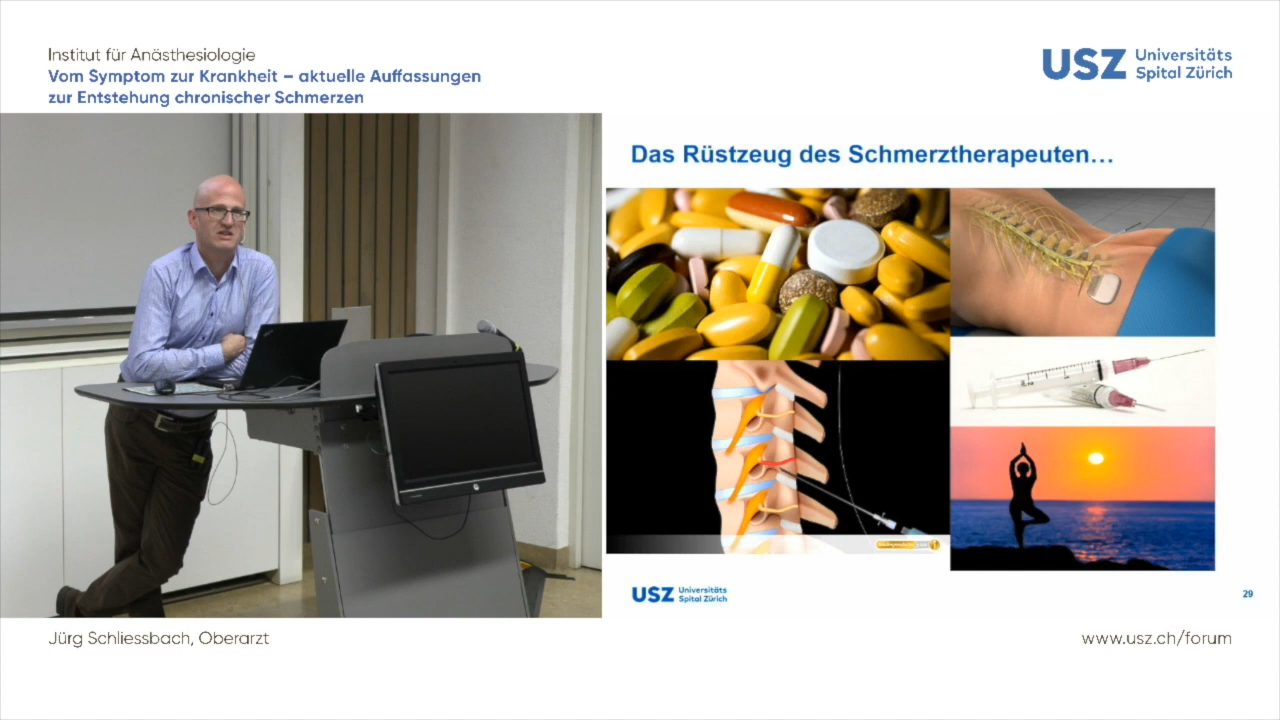 Institut für Anästhesiologie
Vom Symptom zur Krankheit – aktuelle Auffassungen
zur Entstehung chronischer Schmerzen
USZ Universitäts
Spital Zürich
Das Rüstzeug des Schmerztherapeuten...
USZ Universitäts
Spital Zürich
29
Jürg Schliessbach, Oberarzt
www.usz.ch/forum